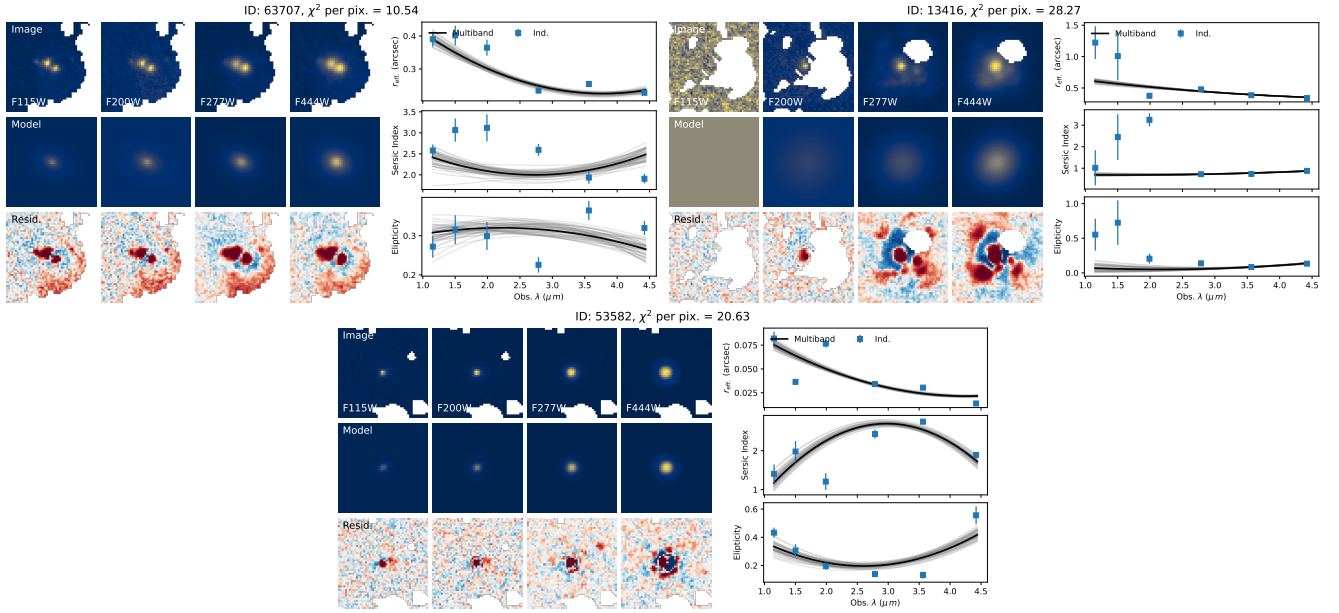 ID: 63707, χ² per pix. = 10.54
Image
F115W
F200W
F277W
F444W
Model
Resid.
Multiband
Ind.
0.4
0.3
r_eff. (arcsec)
3.5
3.0
2.5
2.0
Sersic Index
0.3
0.2
Elipticity
1.0 1.5 2.0 2.5 3.0 3.5 4.0 4.5
Obs. λ (μm)
ID: 13416, χ² per pix. = 28.27
Image
F115W
F200W
F277W
F444W
Model
Resid.
Multiband
Ind.
1.5
1.0
0.5
r_eff. (arcsec)
3
2
1
0
Sersic Index
1.0
0.5
0.0
Elipticity
1.0 1.5 2.0 2.5 3.0 3.5 4.0 4.5
Obs. λ (μm)
ID: 53582, χ² per pix. = 20.63
Image
F115W
F200W
F277W
F444W
Model
Resid.
Multiband
Ind.
0.075
0.050
0.025
r_eff. (arcsec)
2
1
Sersic Index
0.6
0.4
0.2
Elipticity
1.0 1.5 2.0 2.5 3.0 3.5 4.0 4.5
Obs. λ (μm)